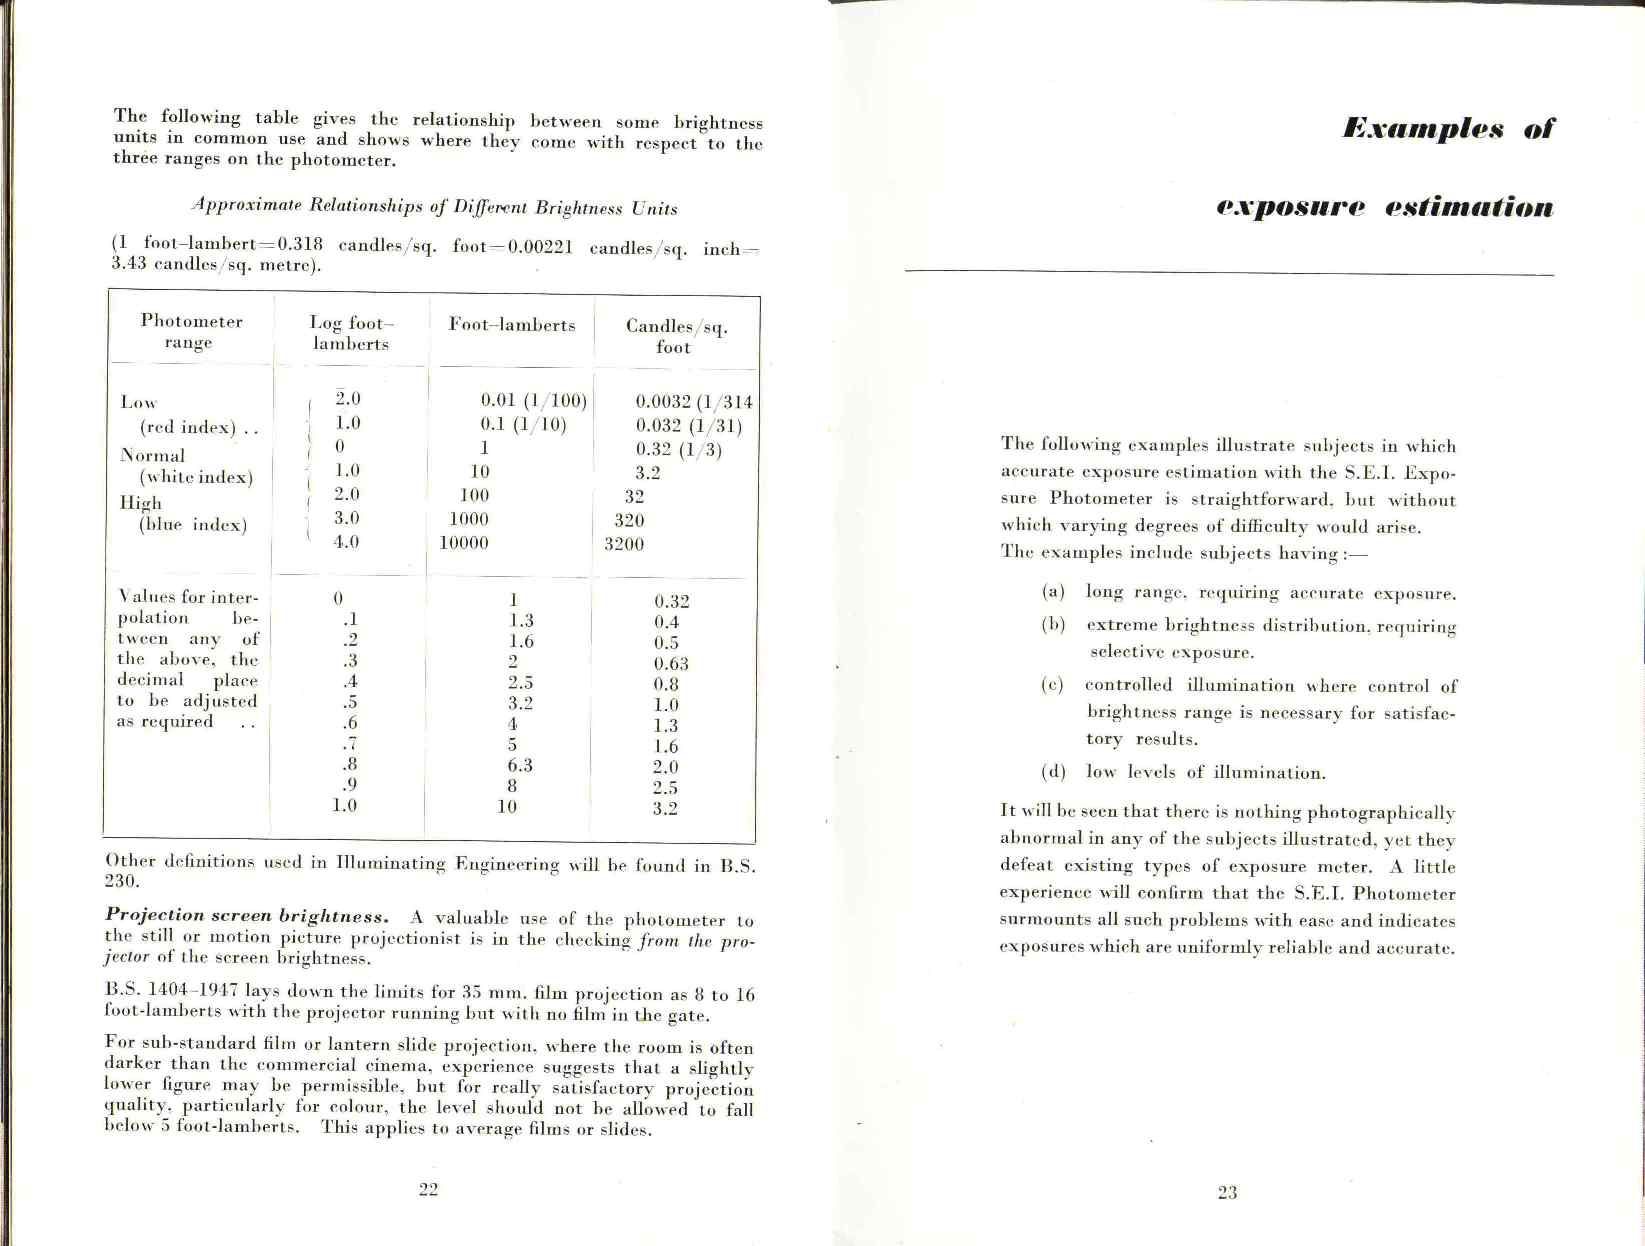 The following table gives the relationship between some brightness
units in common use and shows where they come with respect to the
three ranges on the photometer.
Approximate Relationships of Different Brightness Units
(1 foot–lambert=0.318 candles/sq. foot=0.00221 candles/sq. inch=
3.43 candles/sq. metre).
Photometer range | Log foot–lamberts | Foot–lamberts | Candles/sq. foot
Low | 2̄.0 | 0.01 (1/100) | 0.0032 (1/314
(red index) .. | 1.0 | 0.1 (1/10) | 0.032 (1/31)
Normal | 0 | 1 | 0.32 (1/3)
(white index) | 1.0 | 10 | 3.2
High | 2.0 | 100 | 32
(blue index) | 3.0 | 1000 | 320
4.0 | 10000 | 3200
Values for inter- | 0 | 1 | 0.32
polation be- | .1 | 1.3 | 0.4
tween any of | .2 | 1.6 | 0.5
the above, the | .3 | 2 | 0.63
decimal place | .4 | 2.5 | 0.8
to be adjusted | .5 | 3.2 | 1.0
as required .. | .6 | 4 | 1.3
.7 | 5 | 1.6
.8 | 6.3 | 2.0
.9 | 8 | 2.5
1.0 | 10 | 3.2
Other definitions used in Illuminating Engineering will be found in B.S.
230.
Projection screen brightness. A valuable use of the photometer to
the still or motion picture projectionist is in the checking from the pro-
jector of the screen brightness.
B.S. 1404–1947 lays down the limits for 35 mm. film projection as 8 to 16
foot-lamberts with the projector running but with no film in the gate.
For sub-standard film or lantern slide projection, where the room is often
darker than the commercial cinema, experience suggests that a slightly
lower figure may be permissible, but for really satisfactory projection
quality, particularly for colour, the level should not be allowed to fall
below 5 foot-lamberts. This applies to average films or slides.
22
Examples of
exposure estimation
The following examples illustrate subjects in which
accurate exposure estimation with the S.E.I. Expo-
sure Photometer is straightforward, but without
which varying degrees of difficulty would arise.
The examples include subjects having :—
(a) long range, requiring accurate exposure.
(b) extreme brightness distribution, requiring
selective exposure.
(c) controlled illumination where control of
brightness range is necessary for satisfac-
tory results.
(d) low levels of illumination.
It will be seen that there is nothing photographically
abnormal in any of the subjects illustrated, yet they
defeat existing types of exposure meter. A little
experience will confirm that the S.E.I. Photometer
surmounts all such problems with ease and indicates
exposures which are uniformly reliable and accurate.
23